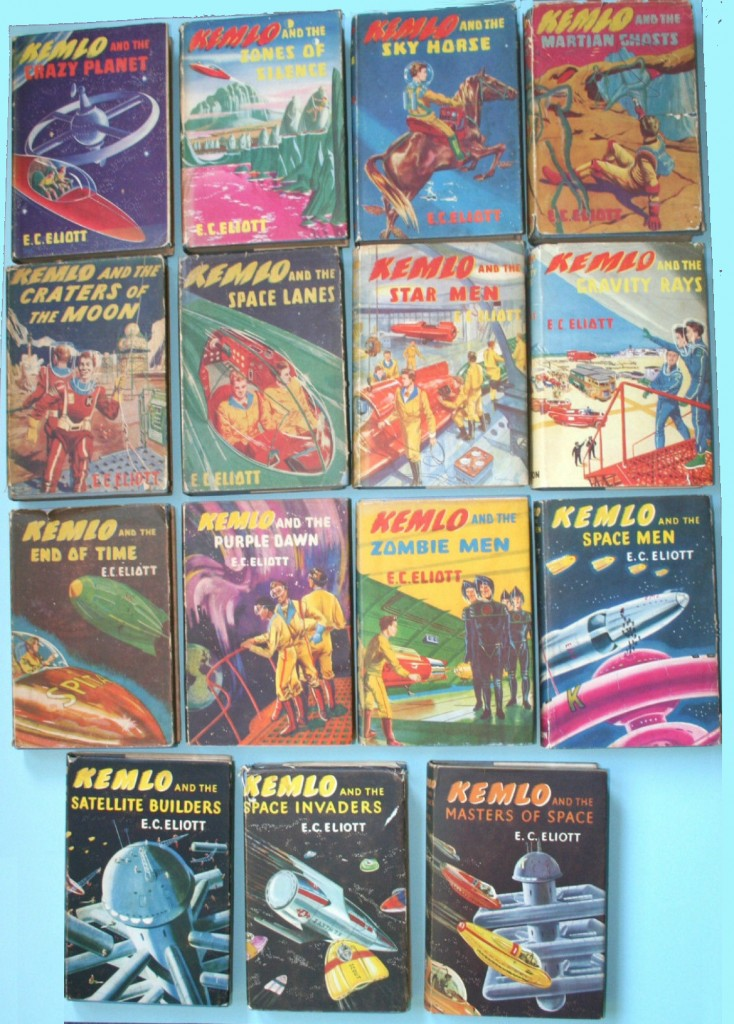 KEMLO AND THE
CRAZY PLANET
E.C. ELIOTT
KEMLO AND THE
ZONES OF
SILENCE
E.C. ELIOTT
KEMLO AND THE
SKY HORSE
E.C. ELIOTT
KEMLO AND THE
MARTIAN GHOSTS
E.C. ELIOTT
KEMLO AND THE
CRATERS OF
THE MOON
E.C. ELIOTT
KEMLO AND THE
SPACE LANES
E.C. ELIOTT
KEMLO AND THE
STAR MEN
E.C. ELIOTT
KEMLO AND THE
GRAVITY RAYS
E.C. ELIOTT
KEMLO AND THE
END OF TIME
E.C. ELIOTT
KEMLO AND THE
PURPLE DAWN
E.C. ELIOTT
KEMLO AND THE
ZOMBIE MEN
E.C. ELIOTT
KEMLO AND THE
SPACE MEN
E.C. ELIOTT
K
KEMLO AND THE
SATELLITE BUILDERS
E.C. ELIOTT
KEMLO AND THE
SPACE INVADERS
E.C. ELIOTT
KEMLO AND THE
MASTERS OF SPACE
E. C. ELIOTT